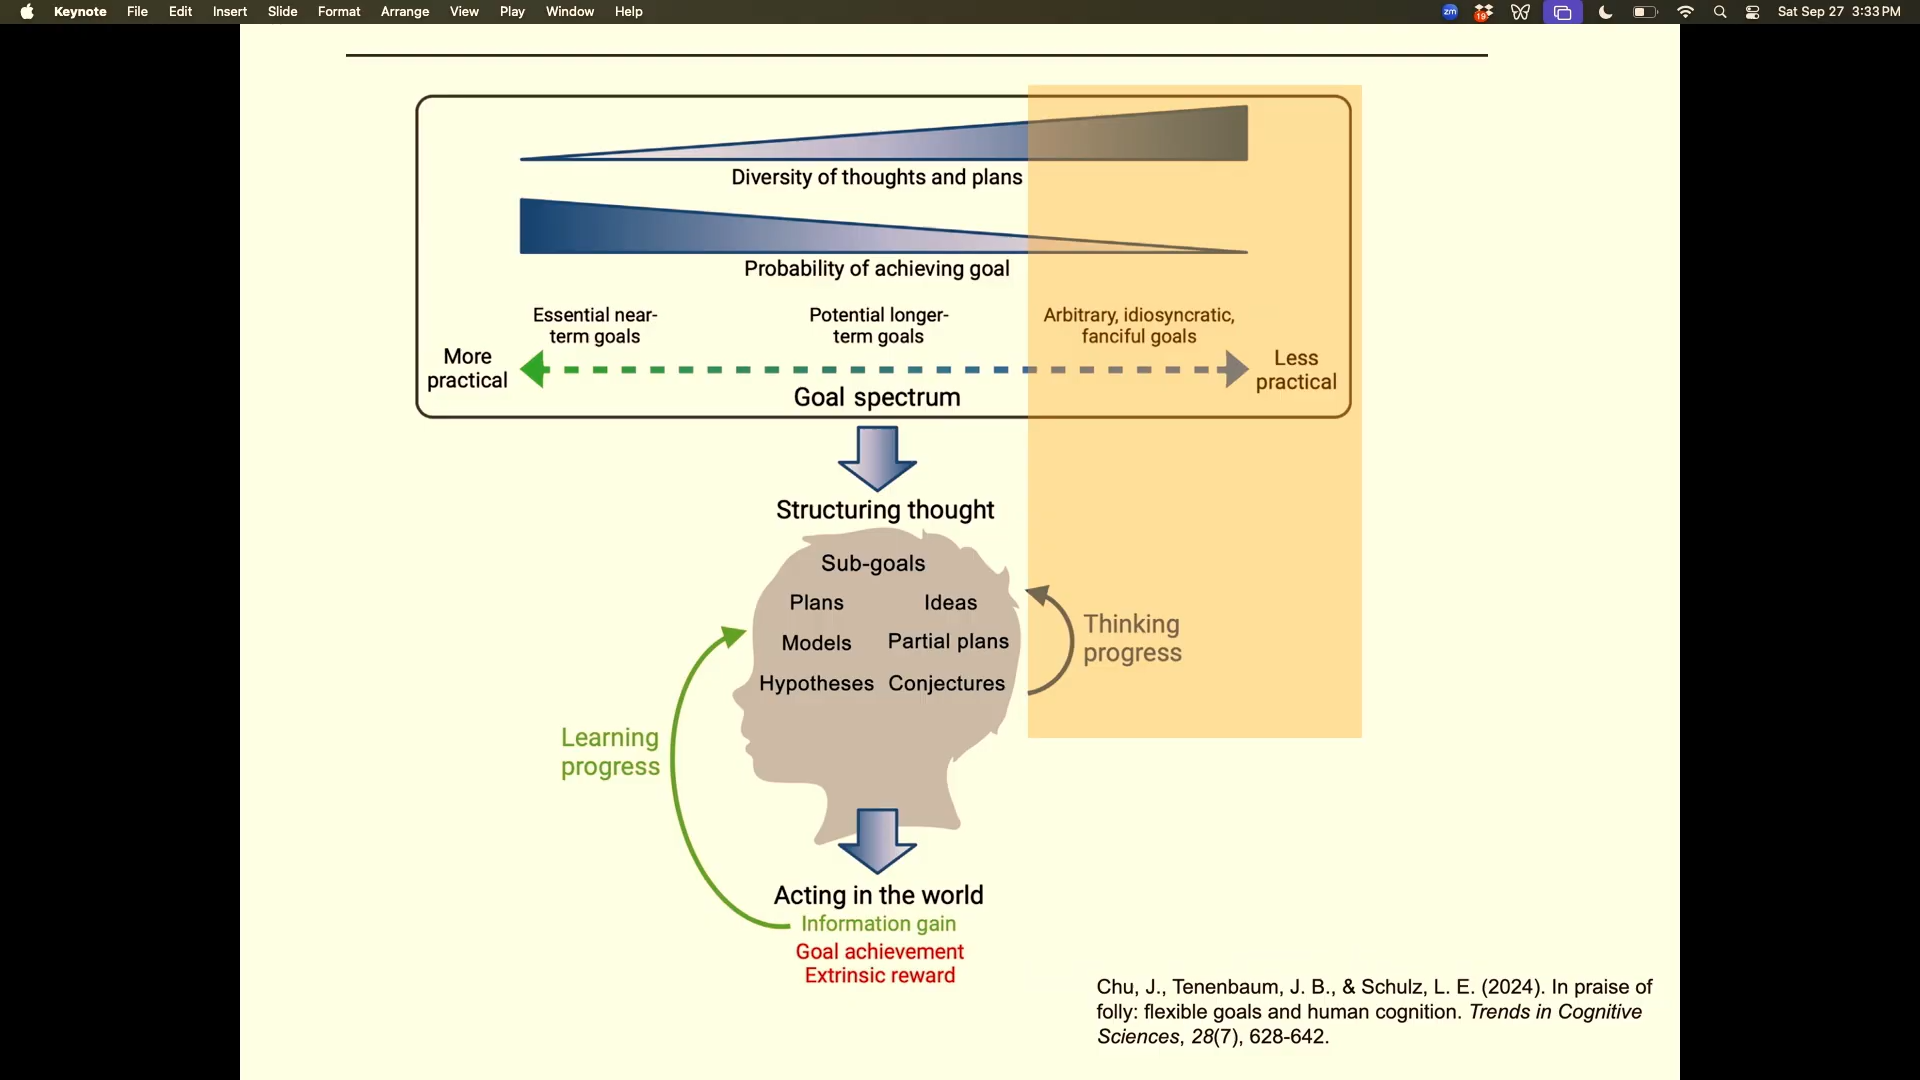 Keynote File Edit Insert Slide Format Arrange View Play Window Help zm 19 Sat Sep 27 3:33 PM
Diversity of thoughts and plans
Probability of achieving goal
Essential near-
term goals
Potential longer-
term goals
Arbitrary, idiosyncratic,
fanciful goals
More
practical
Less
practical
Goal spectrum
Structuring thought
Sub-goals
Plans Ideas
Models Partial plans
Hypotheses Conjectures
Thinking
progress
Learning
progress
Acting in the world
Information gain
Goal achievement
Extrinsic reward
Chu, J., Tenenbaum, J. B., & Schulz, L. E. (2024). In praise of
folly: flexible goals and human cognition. Trends in Cognitive
Sciences, 28(7), 628-642.